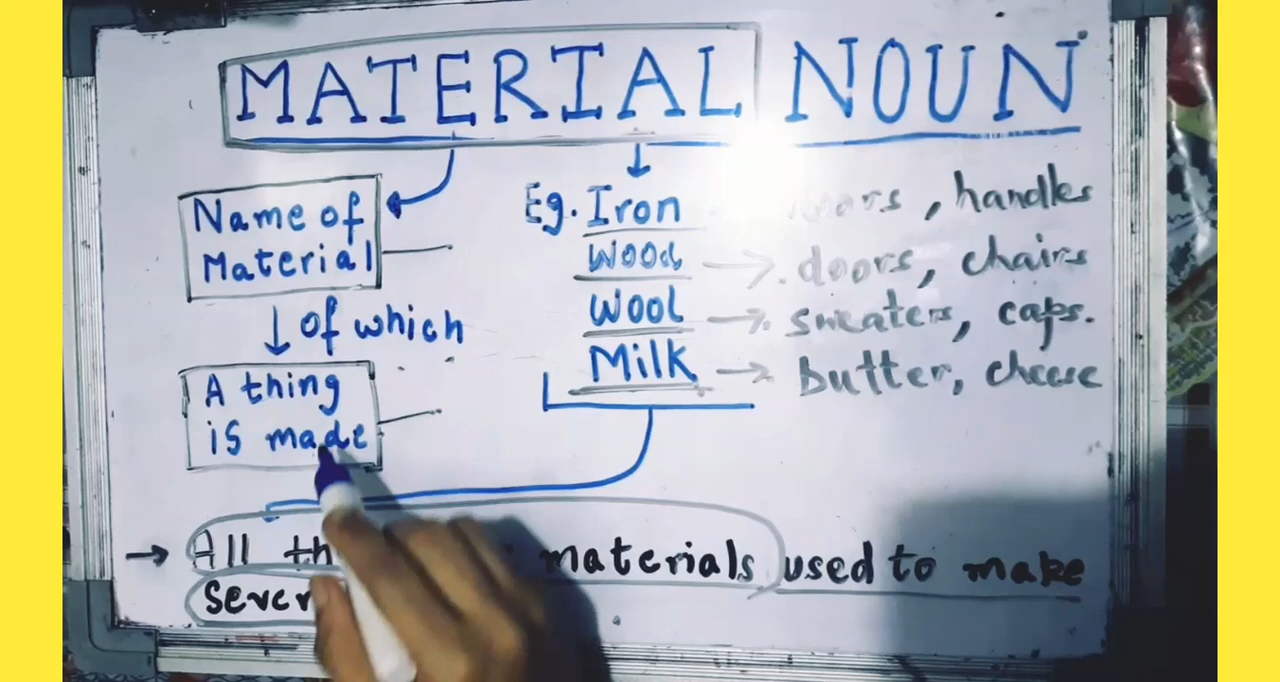 MATERIAL NOUN
Name of
Material
of which
A thing
is made
Eg. Iron , handles
Wood → doors, chairs
Wool → sweaters, caps.
Milk → butter, cheese
→ All materials used to make